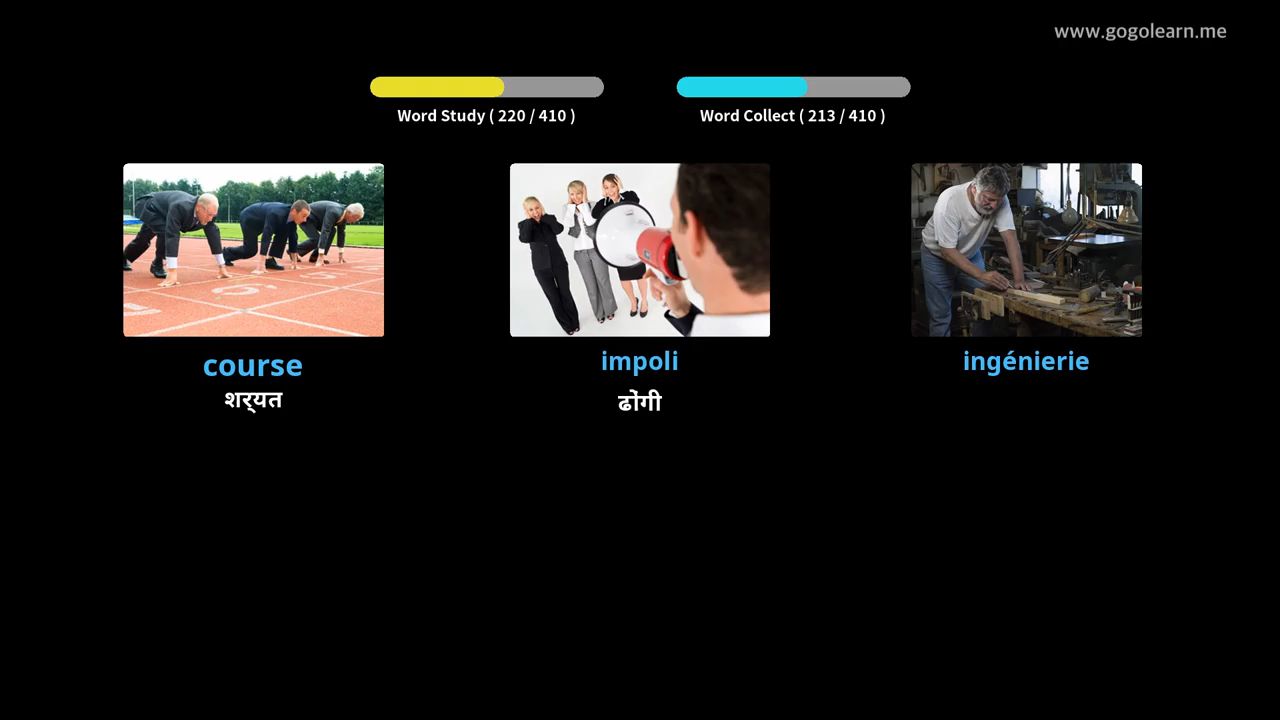 www.gogolearn.me
Word Study ( 220 / 410 )
Word Collect ( 213 / 410 )
course
impoli
ingénierie
शर्‍यत
ढोंगी